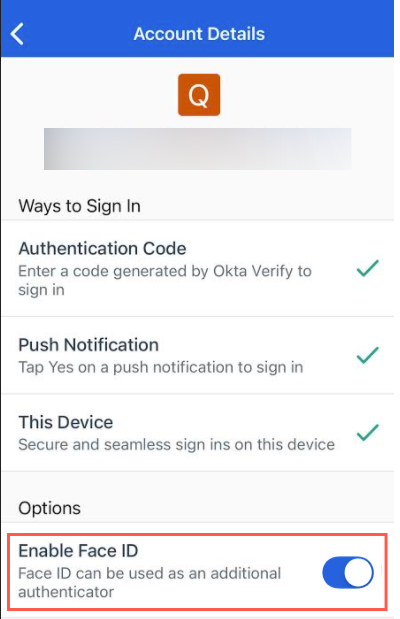 Account Details
Q
Ways to Sign In
Authentication Code
Enter a code generated by Okta Verify to
sign in
Push Notification
Tap Yes on a push notification to sign in
This Device
Secure and seamless sign ins on this device
Options
Enable Face ID
Face ID can be used as an additional
authenticator